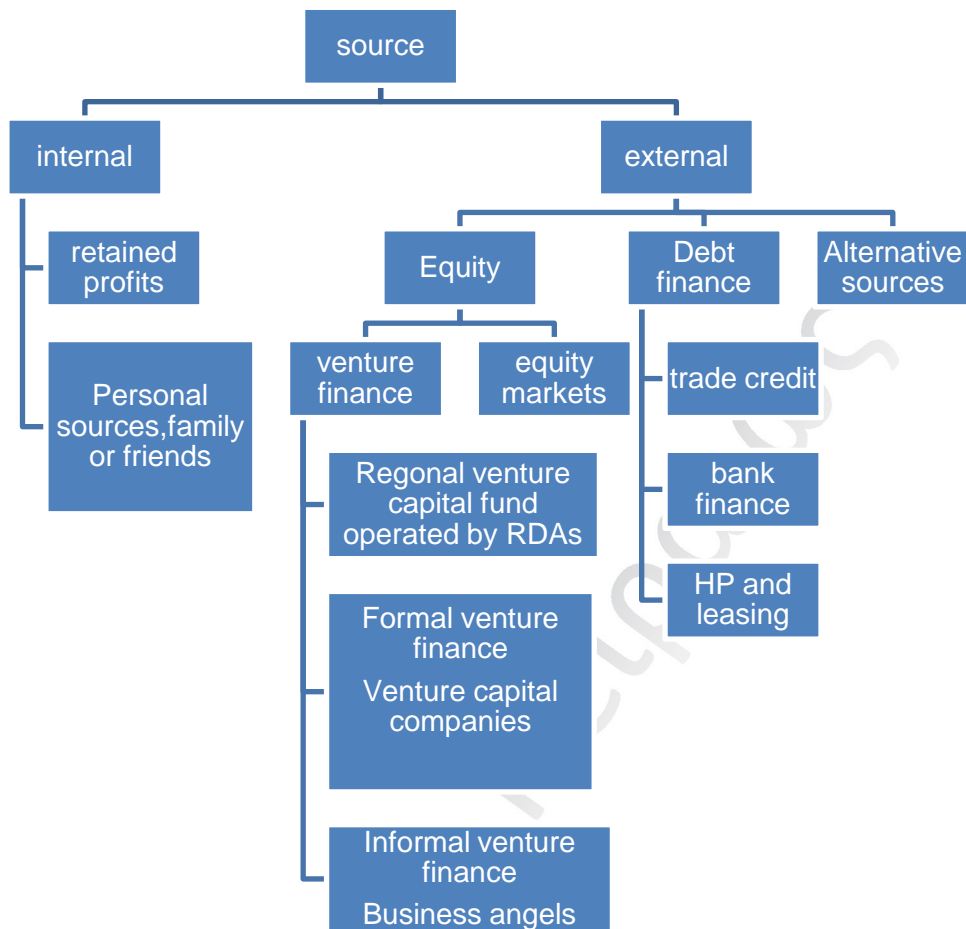 source
internal
external
retained
profits
Equity
Debt
finance
Alternative
sources
Personal
sources,family
or friends
venture
finance
equity
markets
trade credit
Regonal venture
capital fund
operated by RDAs
bank
finance
HP and
leasing
Formal venture
finance
Venture capital
companies
Informal venture
finance
Business angels